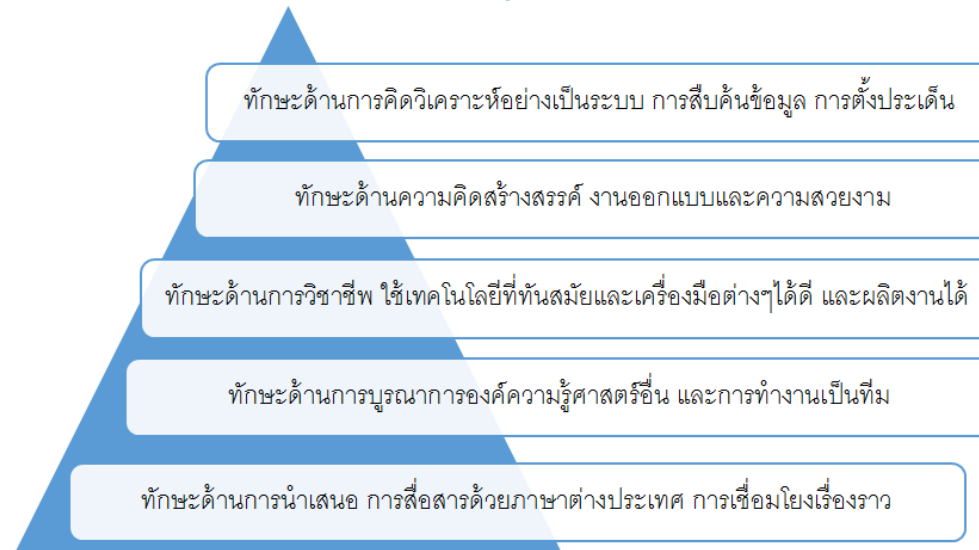 ทักษะด้านการคิดวิเคราะห์อย่างเป็นระบบ การสืบค้นข้อมูล การตั้งประเด็น
ทักษะด้านความคิดสร้างสรรค์ งานออกแบบและความสวยงาม
ทักษะด้านการวิชาชีพ ใช้เทคโนโลยีที่ทันสมัยและเครื่องมือต่างๆได้ดี และผลิตงานได้
ทักษะด้านการบูรณาการองค์ความรู้ศาสตร์อื่น และการทำงานเป็นทีม
ทักษะด้านการนำเสนอ การสื่อสารด้วยภาษาต่างประเทศ การเชื่อมโยงเรื่องราว